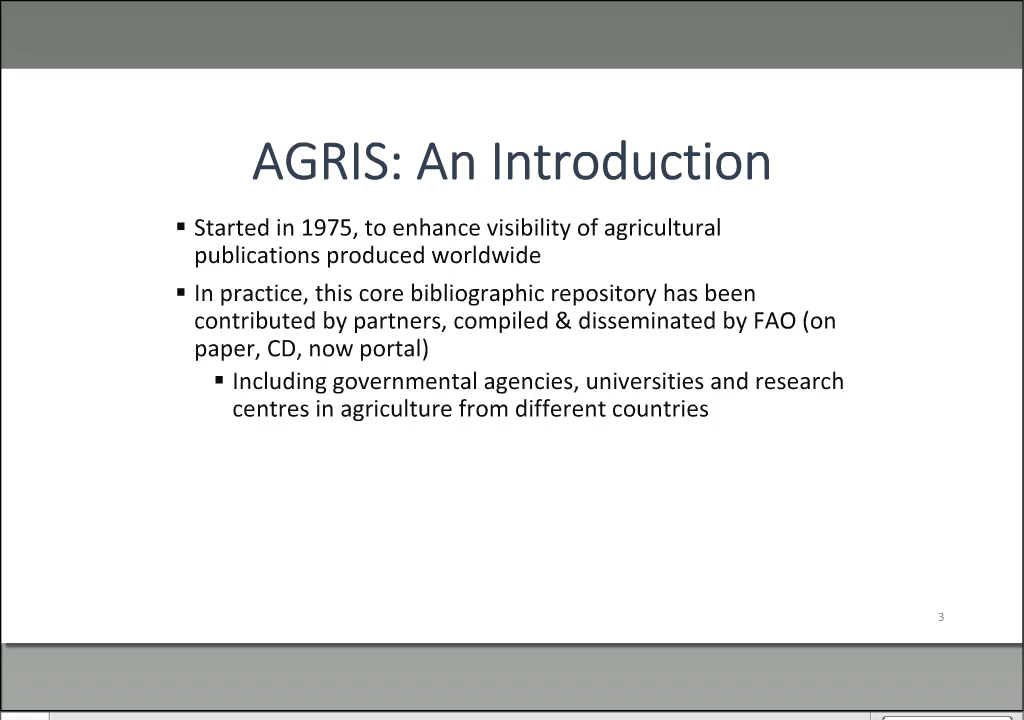 AGRIS: An Introduction
▪ Started in 1975, to enhance visibility of agricultural
publications produced worldwide
▪ In practice, this core bibliographic repository has been
contributed by partners, compiled & disseminated by FAO (on
paper, CD, now portal)
▪ Including governmental agencies, universities and research
centres in agriculture from different countries
3